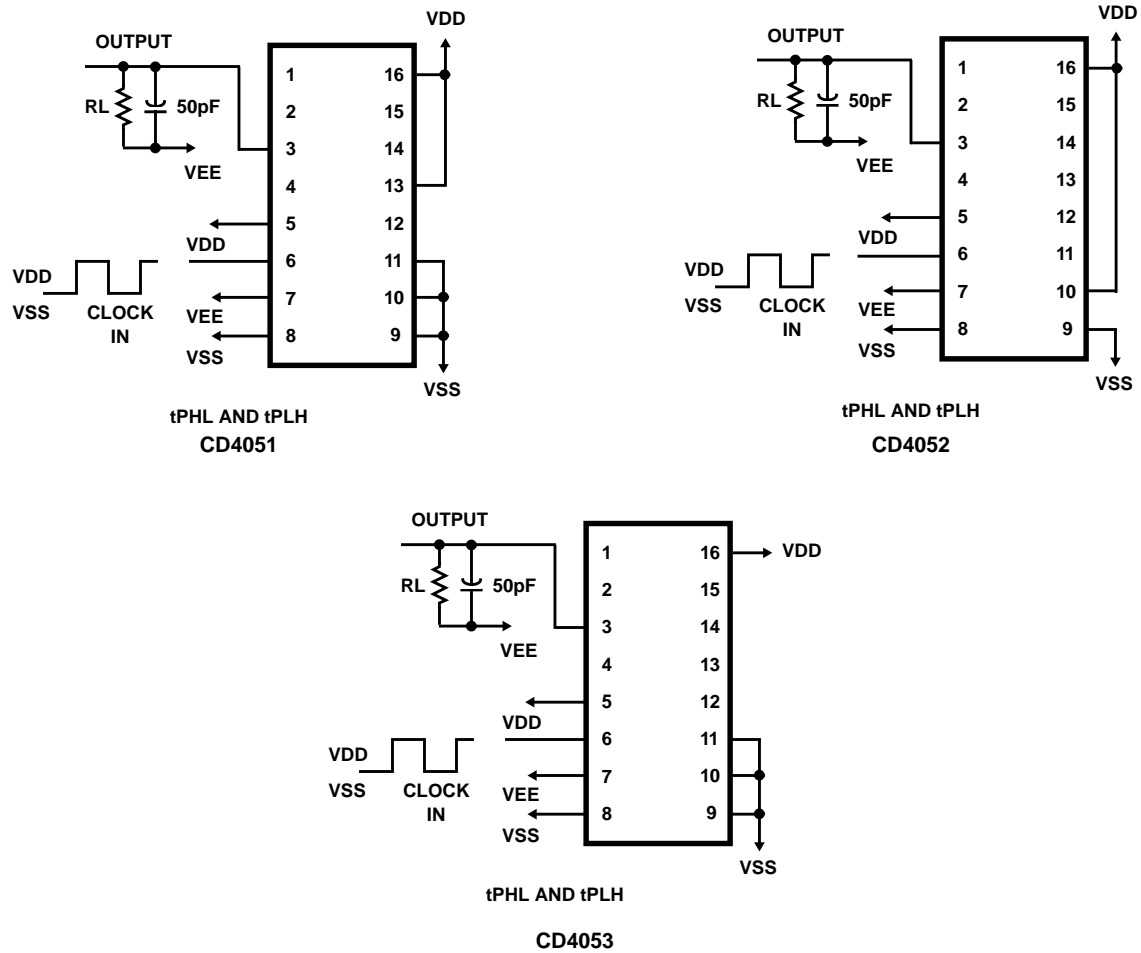 VDD
OUTPUT
1 16
RL 50pF 2 15
3 14
VEE
4 13
5 12
VDD
VDD 6 11
VSS CLOCK IN
7 10
VEE
8 9
VSS
VSS
tPHL AND tPLH
CD4051
VDD
OUTPUT
1 16
RL 50pF 2 15
3 14
VEE
4 13
5 12
VDD
VDD 6 11
VSS CLOCK IN
7 10
VEE
8 9
VSS
VSS
tPHL AND tPLH
CD4052
OUTPUT
1 16 VDD
RL 50pF 2 15
3 14
VEE
4 13
5 12
VDD
VDD 6 11
VSS CLOCK IN
7 10
VEE
8 9
VSS
VSS
tPHL AND tPLH
CD4053